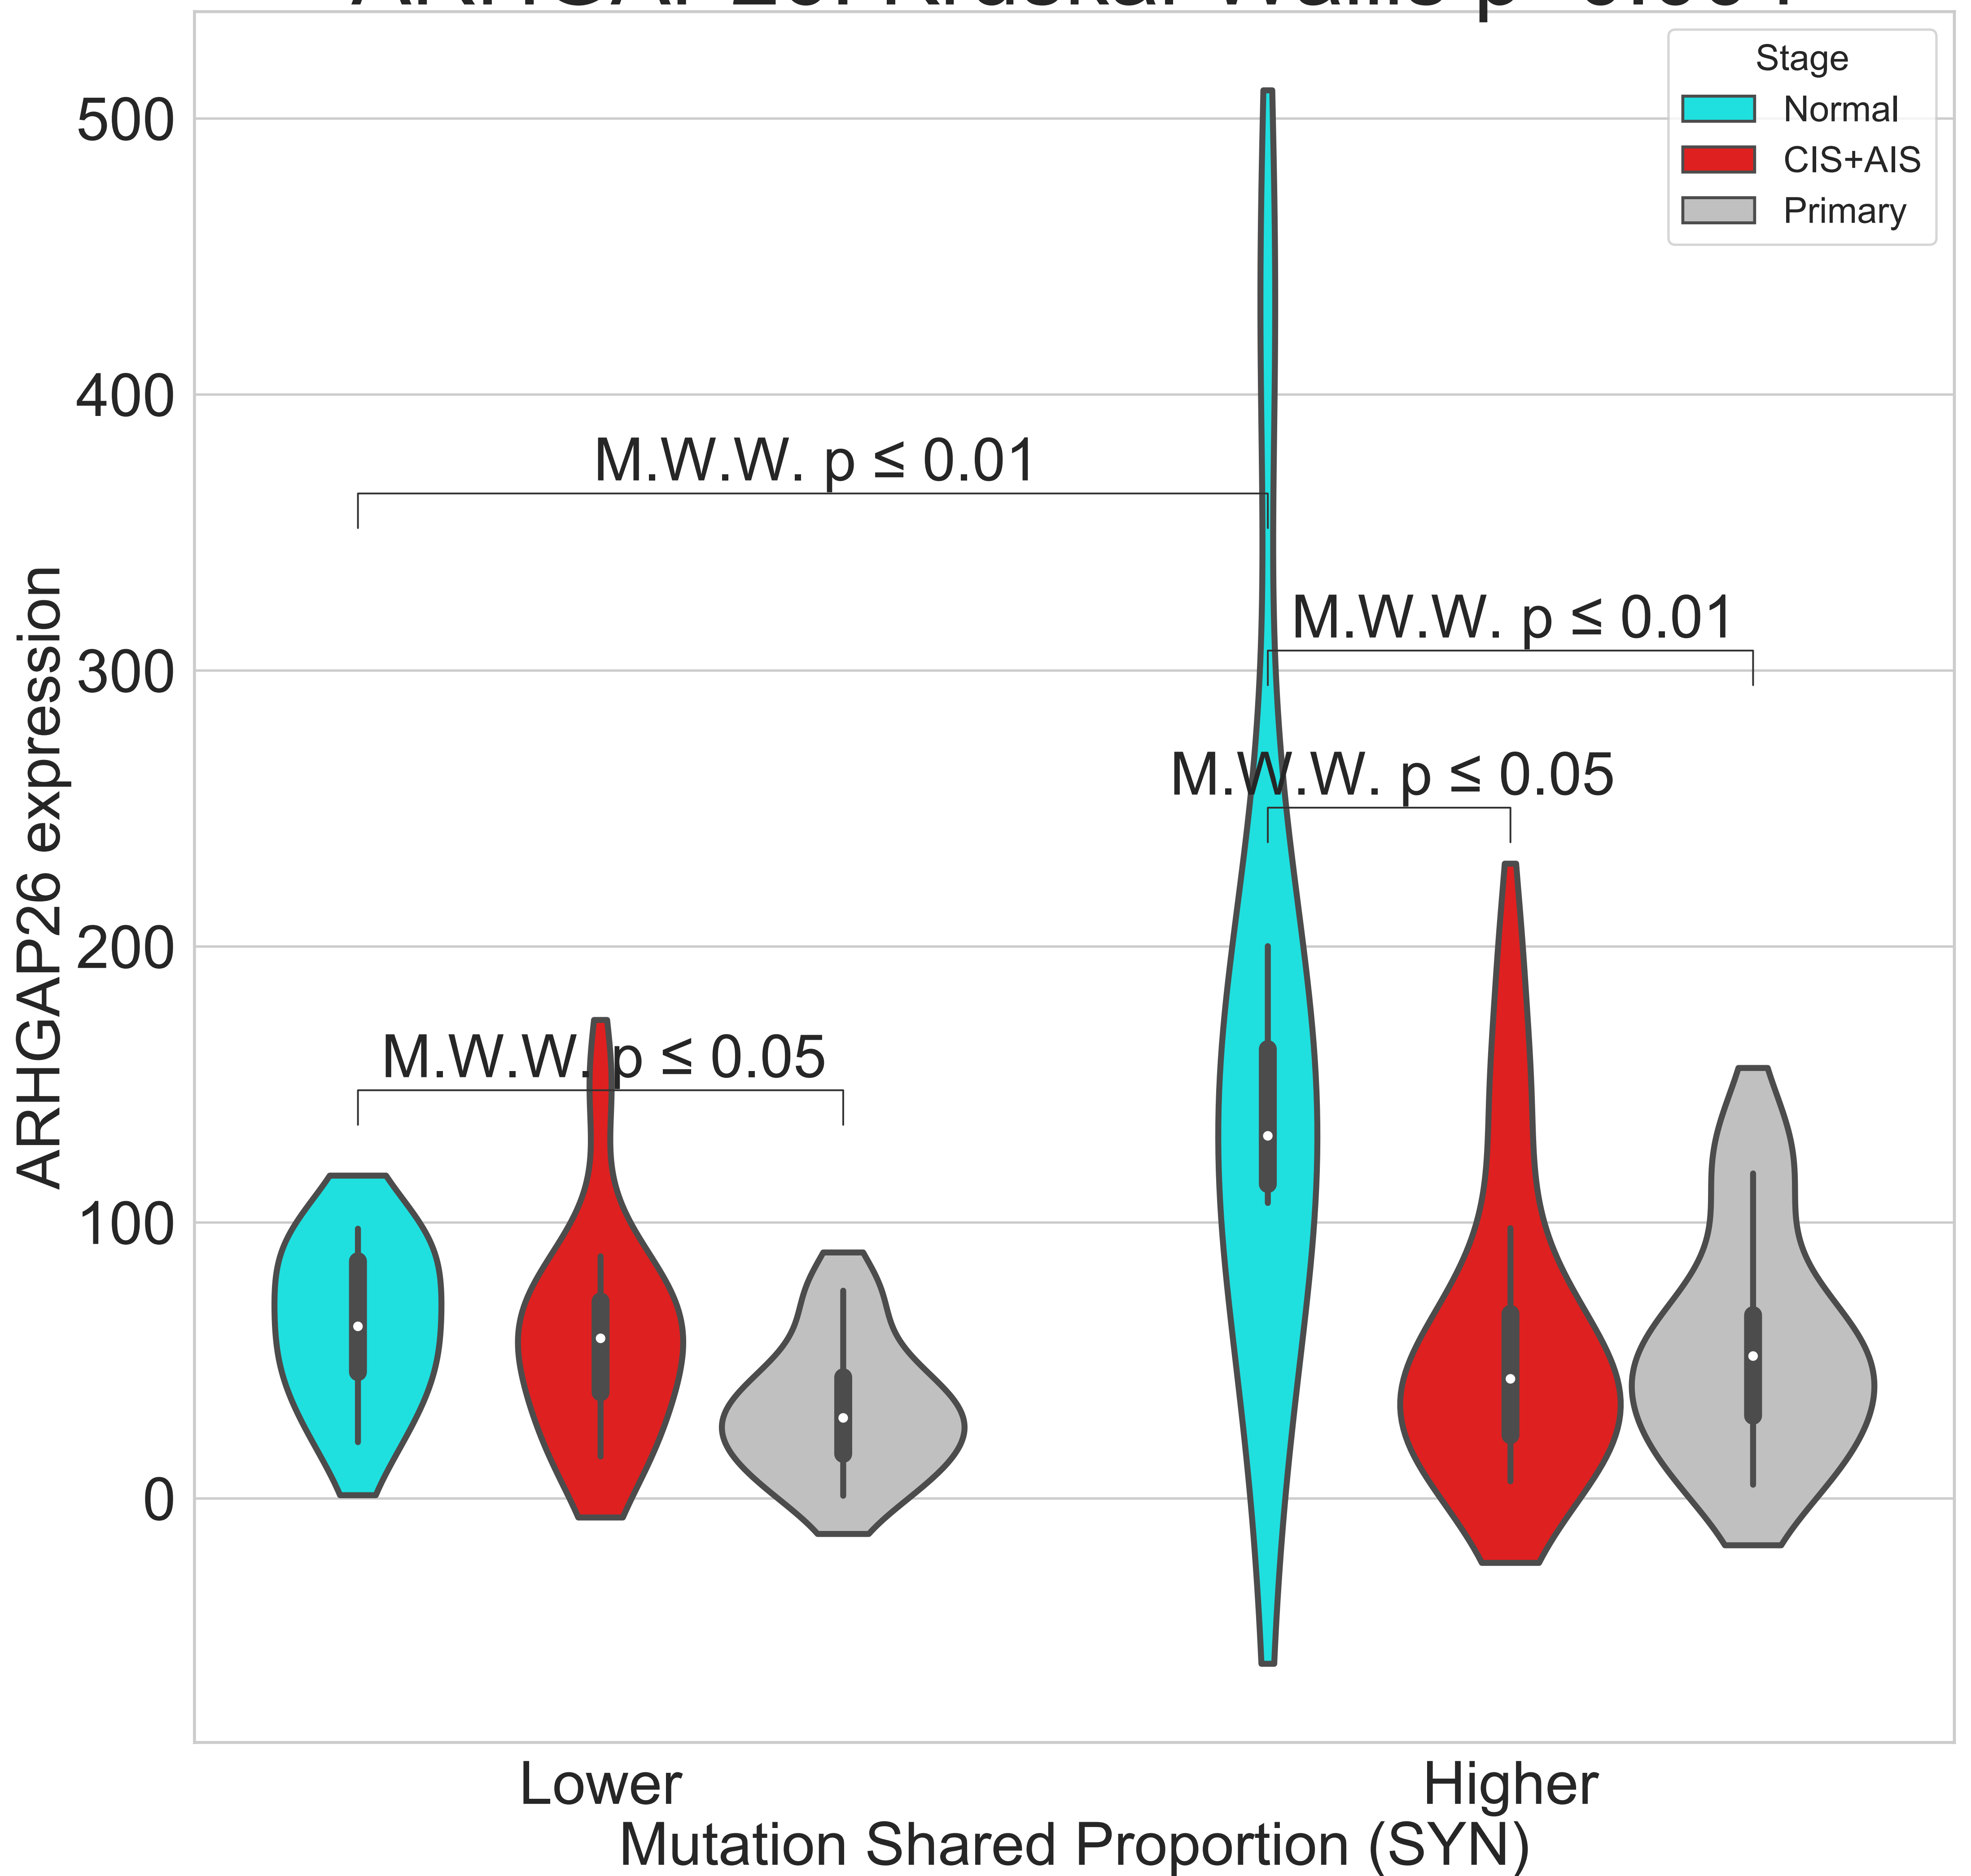 Stage
Normal
CIS+AIS
Primary
500
400
300
200
100
0
ARHGAP26 expression
M.W.W. p ≤ 0.01
M.W.W. p ≤ 0.01
M.W.W. p ≤ 0.05
M.W.W. p ≤ 0.05
Lower
Higher
Mutation Shared Proportion (SYN)